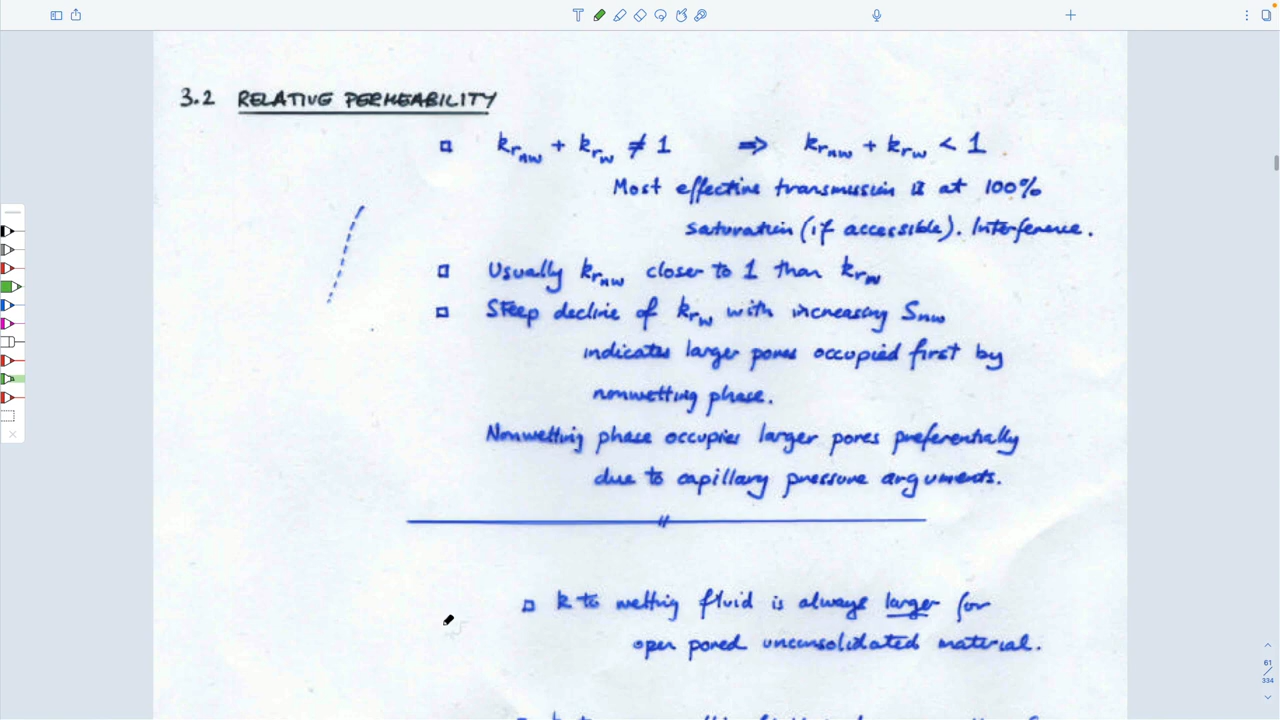 3.2 RELATIVE PERMEABILITY
□ k_rnw + k_rw ≠ 1 ⇒ k_rnw + k_rw < 1
Most effective transmission is at 100%
saturation (if accessible). Interference.
□ Usually k_rnw closer to 1 than k_rw
□ Steep decline of k_rw with increasing S_nw
indicates larger pores occupied first by
nonwetting phase.
Nonwetting phase occupies larger pores preferentially
due to capillary pressure arguments.
□ k to wetting fluid is always larger for
open pored unconsolidated material.
61
334